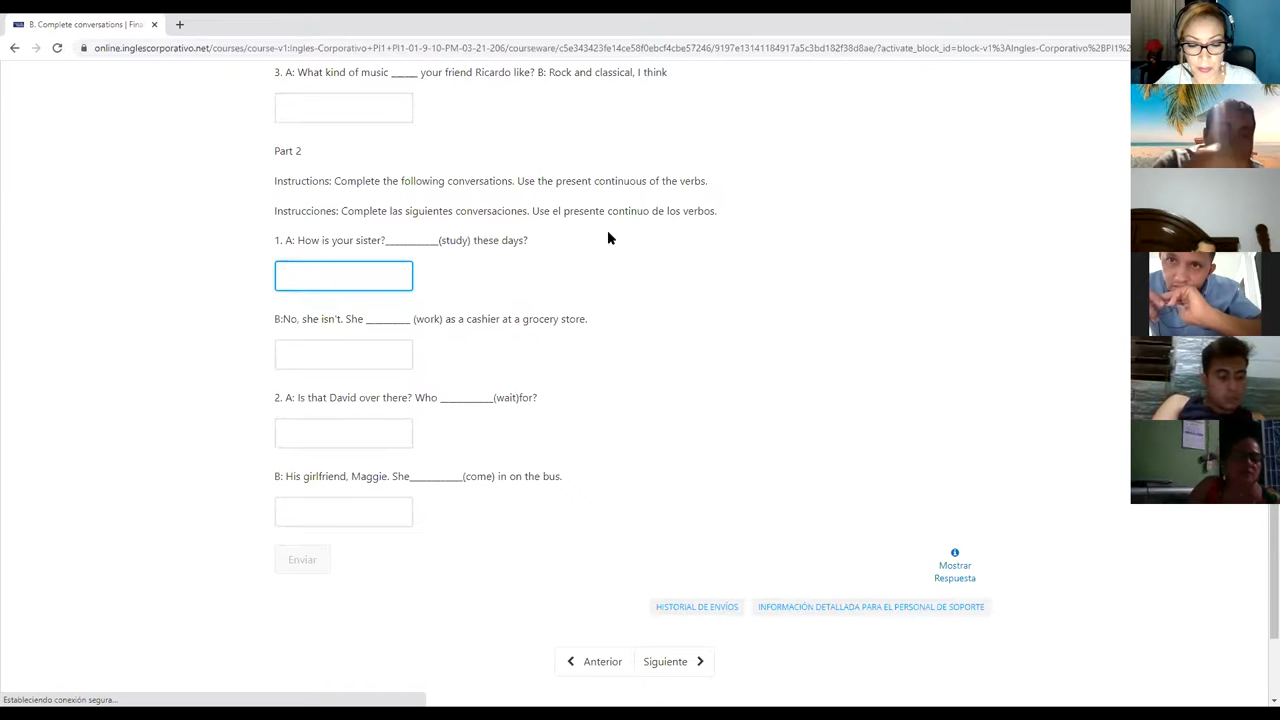 B. Complete conversations | Fina
online.inglescorporativo.net/courses/course-v1:Ingles-Corporativo+PI1+PI1-01-9-10-PM-03-21-206/courseware/c5e343423fe14ce58f0ebcf4cbe57246/9197e13141184917a5c3bd182f38d8ae/?activate_block_id=block-v1%3AIngles-Corporativo%2BPI1%2
3. A: What kind of music _____ your friend Ricardo like? B: Rock and classical, I think
Part 2
Instructions: Complete the following conversations. Use the present continuous of the verbs.
Instrucciones: Complete las siguientes conversaciones. Use el presente continuo de los verbos.
1. A: How is your sister?__________(study) these days?
B:No, she isn't. She ________ (work) as a cashier at a grocery store.
2. A: Is that David over there? Who __________(wait)for?
B: His girlfriend, Maggie. She__________(come) in on the bus.
Enviar
Mostrar
Respuesta
HISTORIAL DE ENVÍOS INFORMACIÓN DETALLADA PARA EL PERSONAL DE SOPORTE
Anterior Siguiente
Estableciendo conexión segura...